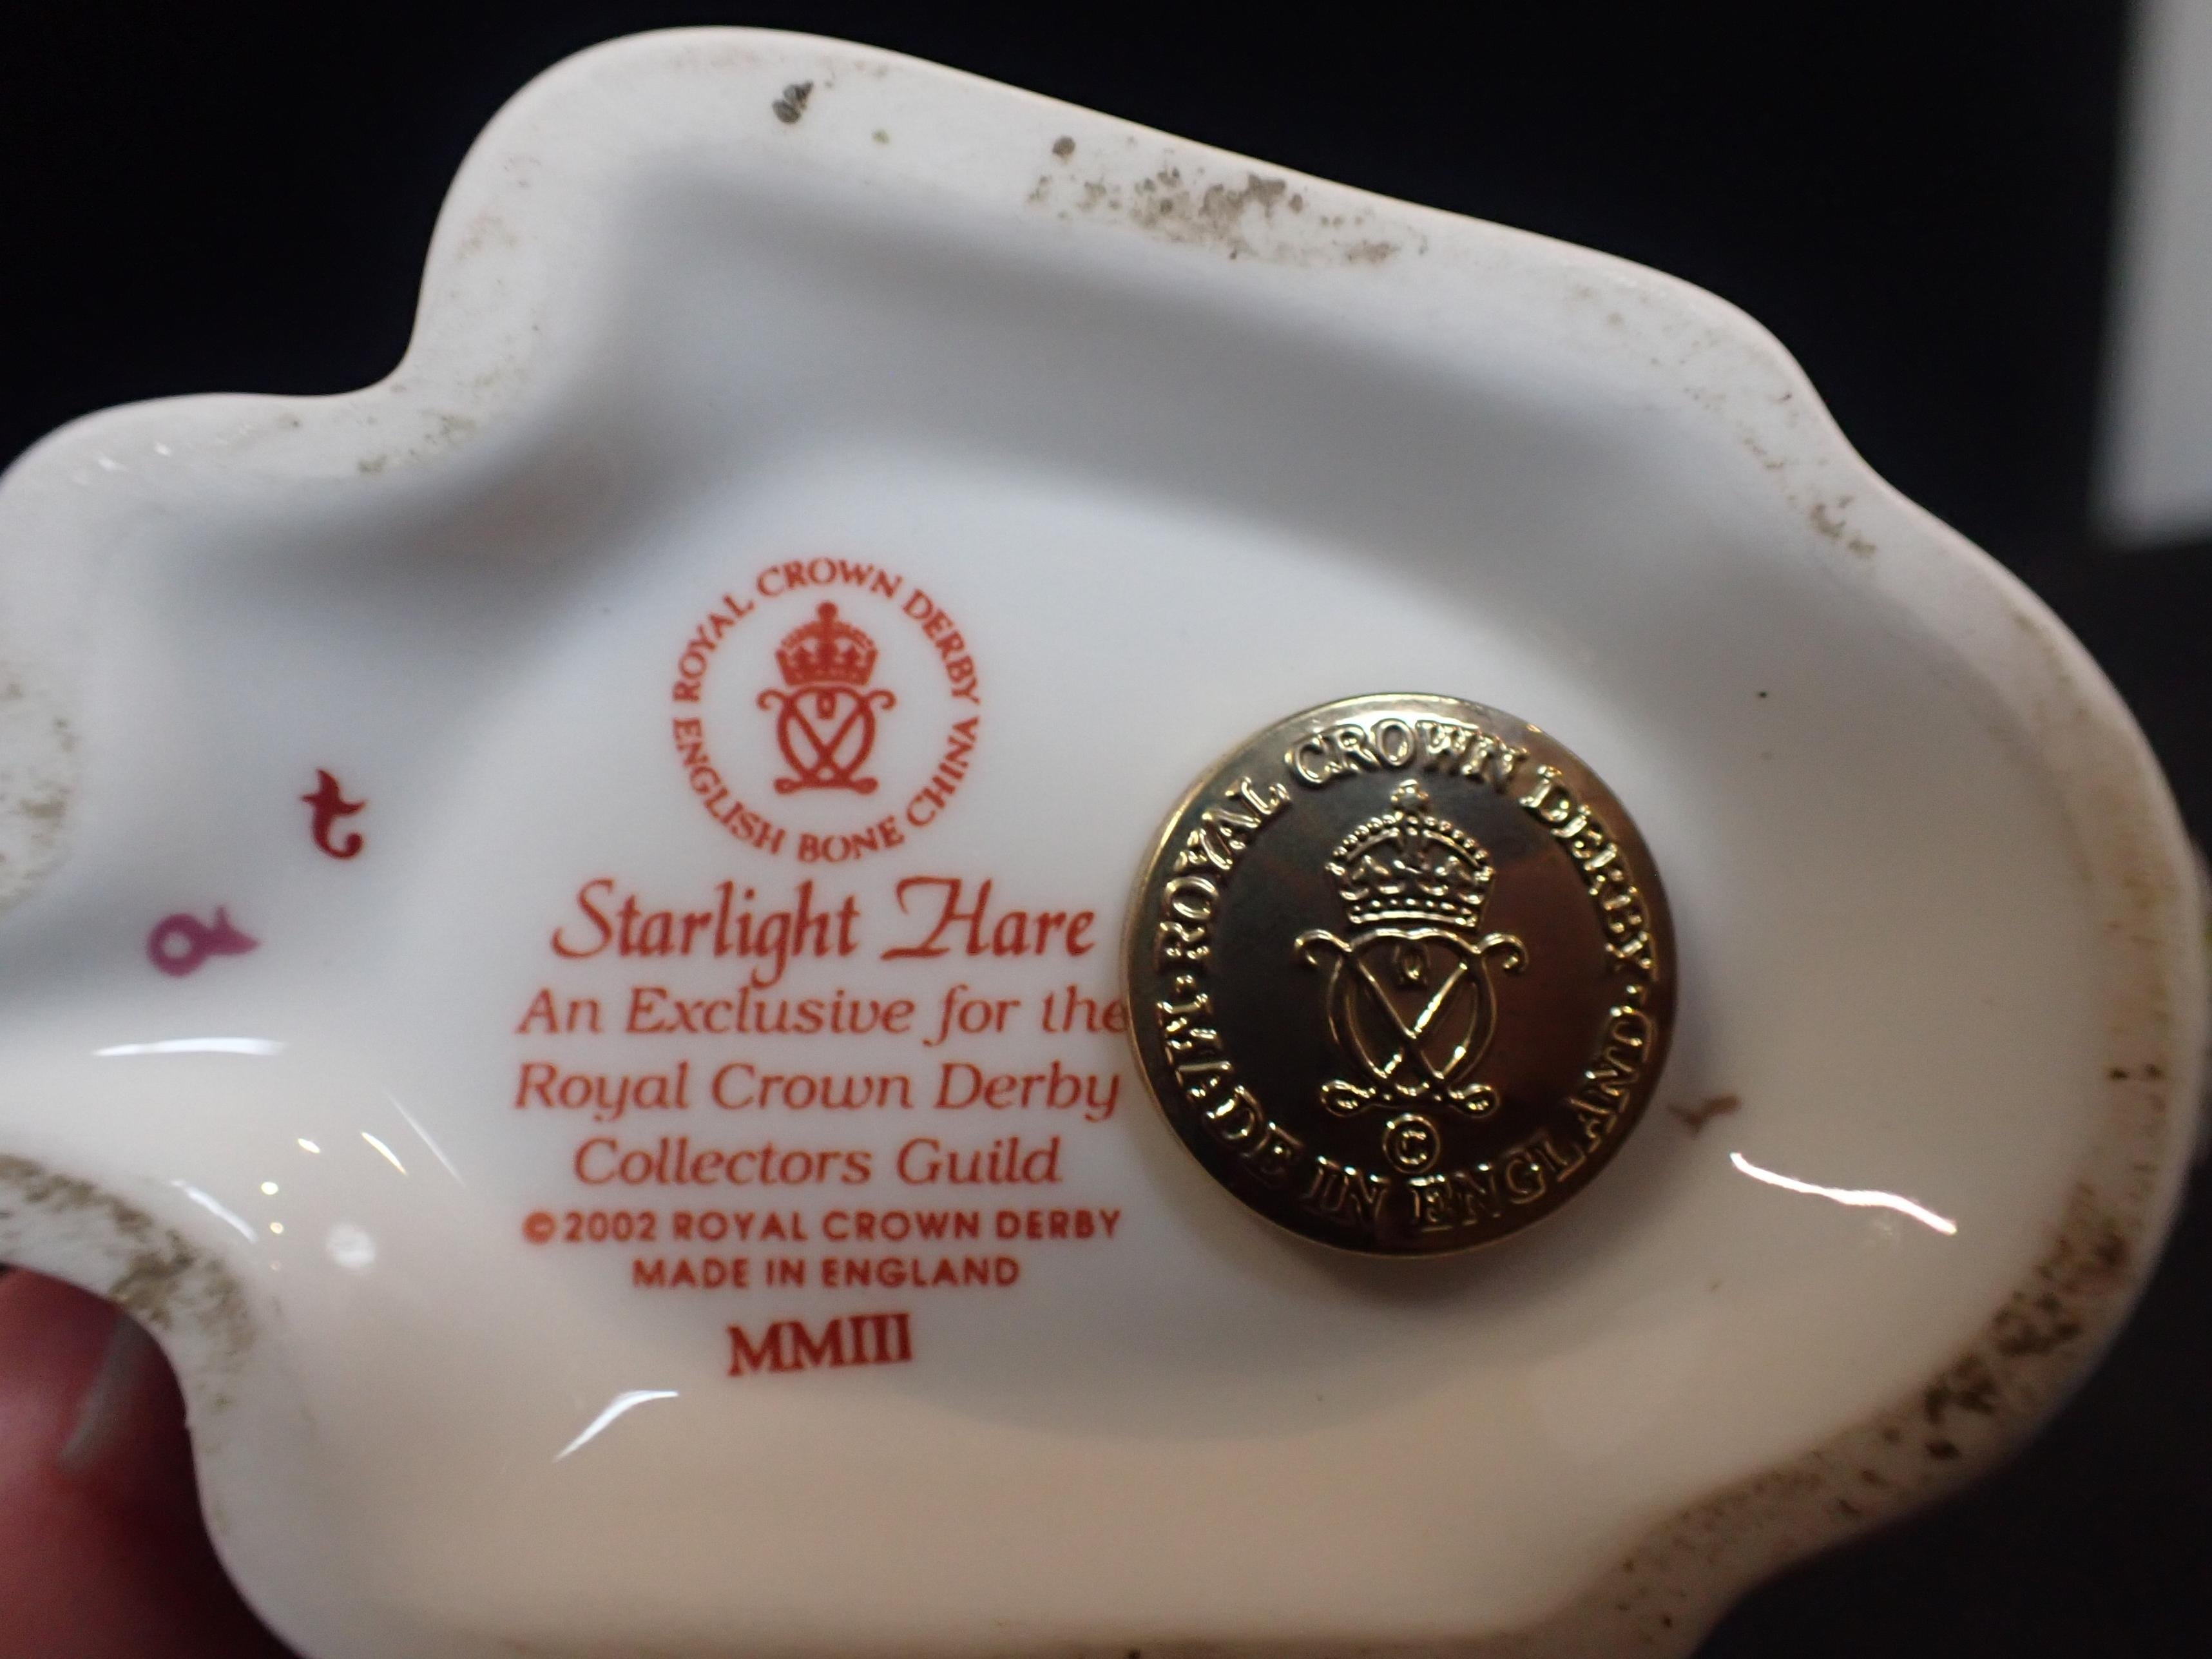 ROYAL CROWN DERBY
ENGLISH BONE CHINA
Starlight Hare
An Exclusive for the
Royal Crown Derby
Collectors Guild
©2002 ROYAL CROWN DERBY
MADE IN ENGLAND
MMIII
·ROYAL CROWN DERBY·
MADE IN ENGLAND
©